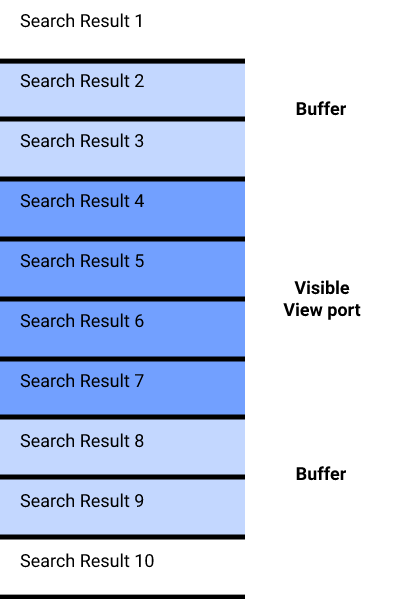 Search Result 1
Search Result 2
Buffer
Search Result 3
Search Result 4
Search Result 5
Visible
View port
Search Result 6
Search Result 7
Search Result 8
Buffer
Search Result 9
Search Result 10